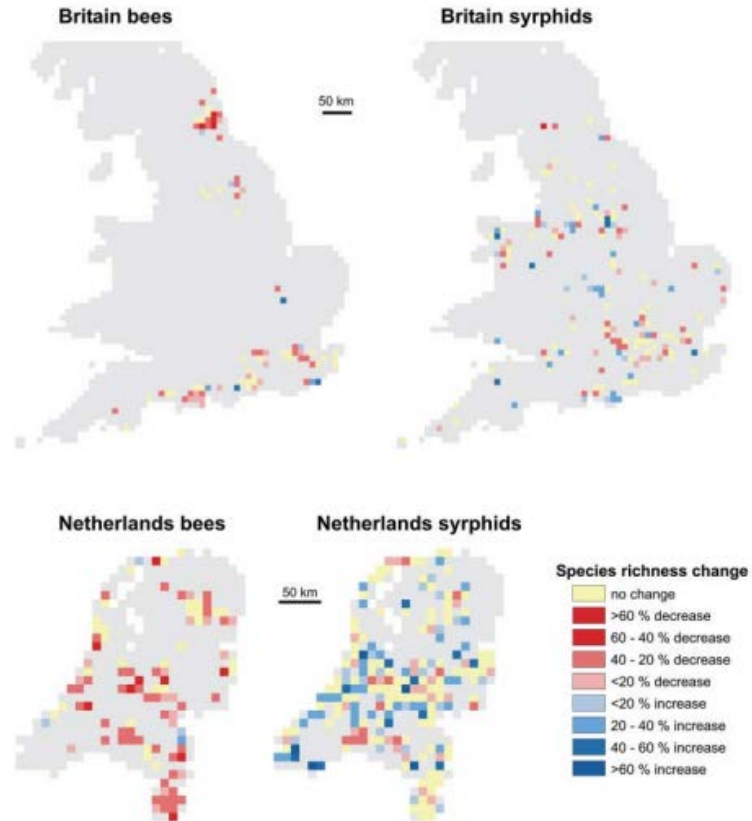 Britain bees
Britain syrphids
50 km
Netherlands bees
Netherlands syrphids
50 km
Species richness change
no change
>60 % decrease
60 - 40 % decrease
40 - 20 % decrease
<20 % decrease
<20 % increase
20 - 40 % increase
40 - 60 % increase
>60 % increase